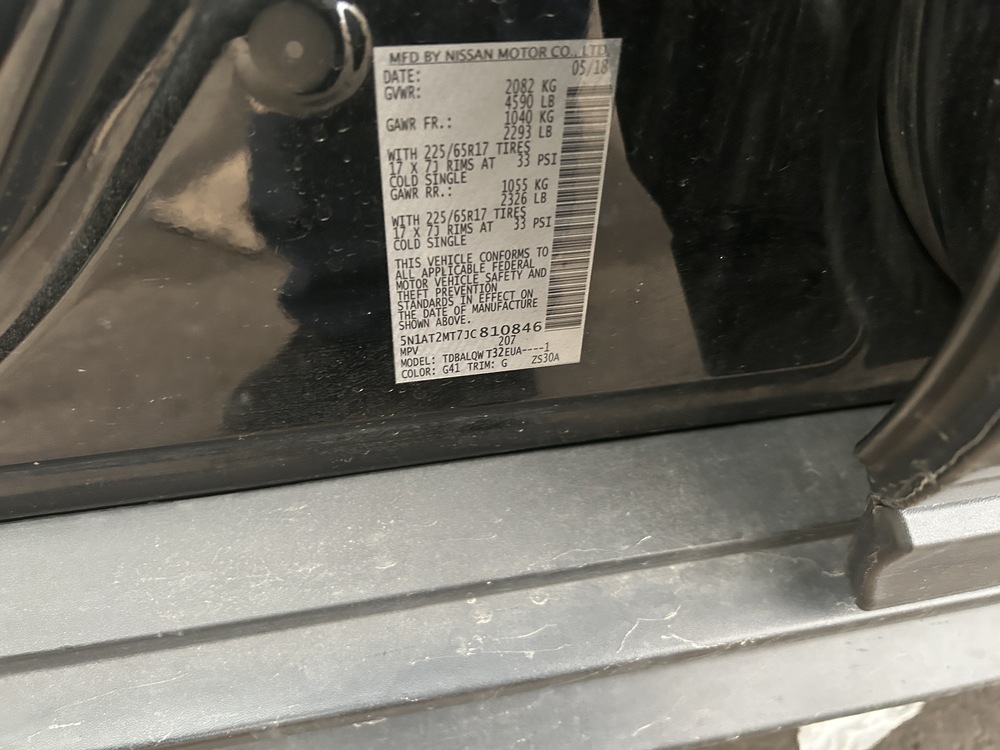 MFD BY NISSAN MOTOR CO., LTD.
DATE: 05/18
GVWR: 2082 KG
4590 LB
GAWR FR.: 1040 KG
2293 LB
WITH 225/65R17 TIRES
17 X 7J RIMS AT 33 PSI
COLD SINGLE
GAWR RR.: 1055 KG
2326 LB
WITH 225/65R17 TIRES
17 X 7J RIMS AT 33 PSI
COLD SINGLE
THIS VEHICLE CONFORMS TO
ALL APPLICABLE FEDERAL
MOTOR VEHICLE SAFETY AND
THEFT PREVENTION
STANDARDS IN EFFECT ON
THE DATE OF MANUFACTURE
SHOWN ABOVE.
5N1AT2MT7JC810846
MPV 207
MODEL: TDBALQWT32EUA----1
COLOR: G41 TRIM: G ZS30A